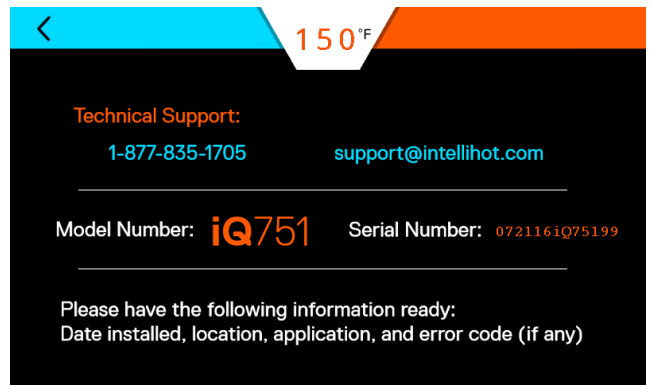 150°F
Technical Support:
1-877-835-1705 support@intellihot.com
Model Number: iQ751 Serial Number: 072116iQ75199
Please have the following information ready:
Date installed, location, application, and error code (if any)